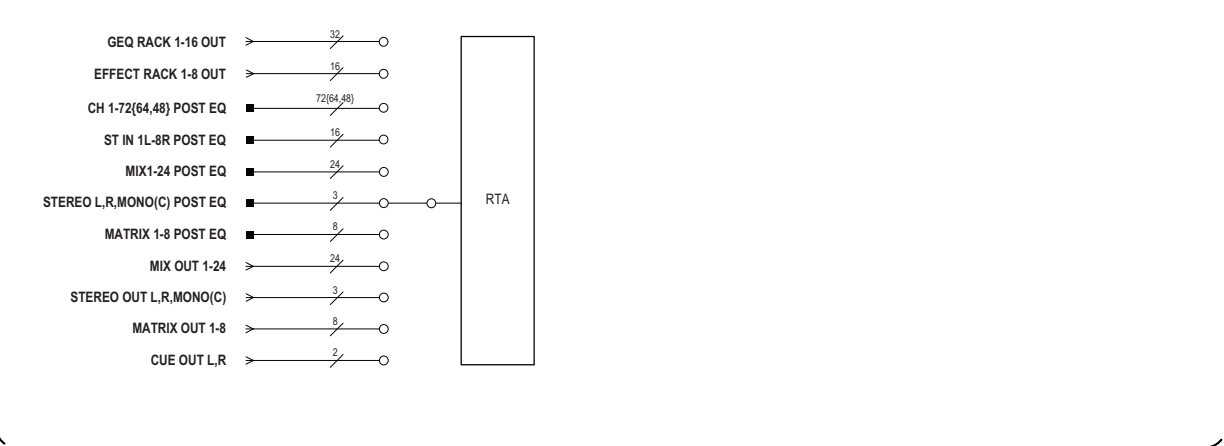 GEQ RACK 1-16 OUT 32
EFFECT RACK 1-8 OUT 16
CH 1-72{64,48} POST EQ 72{64,48}
ST IN 1L-8R POST EQ 16
MIX1-24 POST EQ 24
STEREO L,R,MONO(C) POST EQ 3 RTA
MATRIX 1-8 POST EQ 8
MIX OUT 1-24 24
STEREO OUT L,R,MONO(C) 3
MATRIX OUT 1-8 8
CUE OUT L,R 2